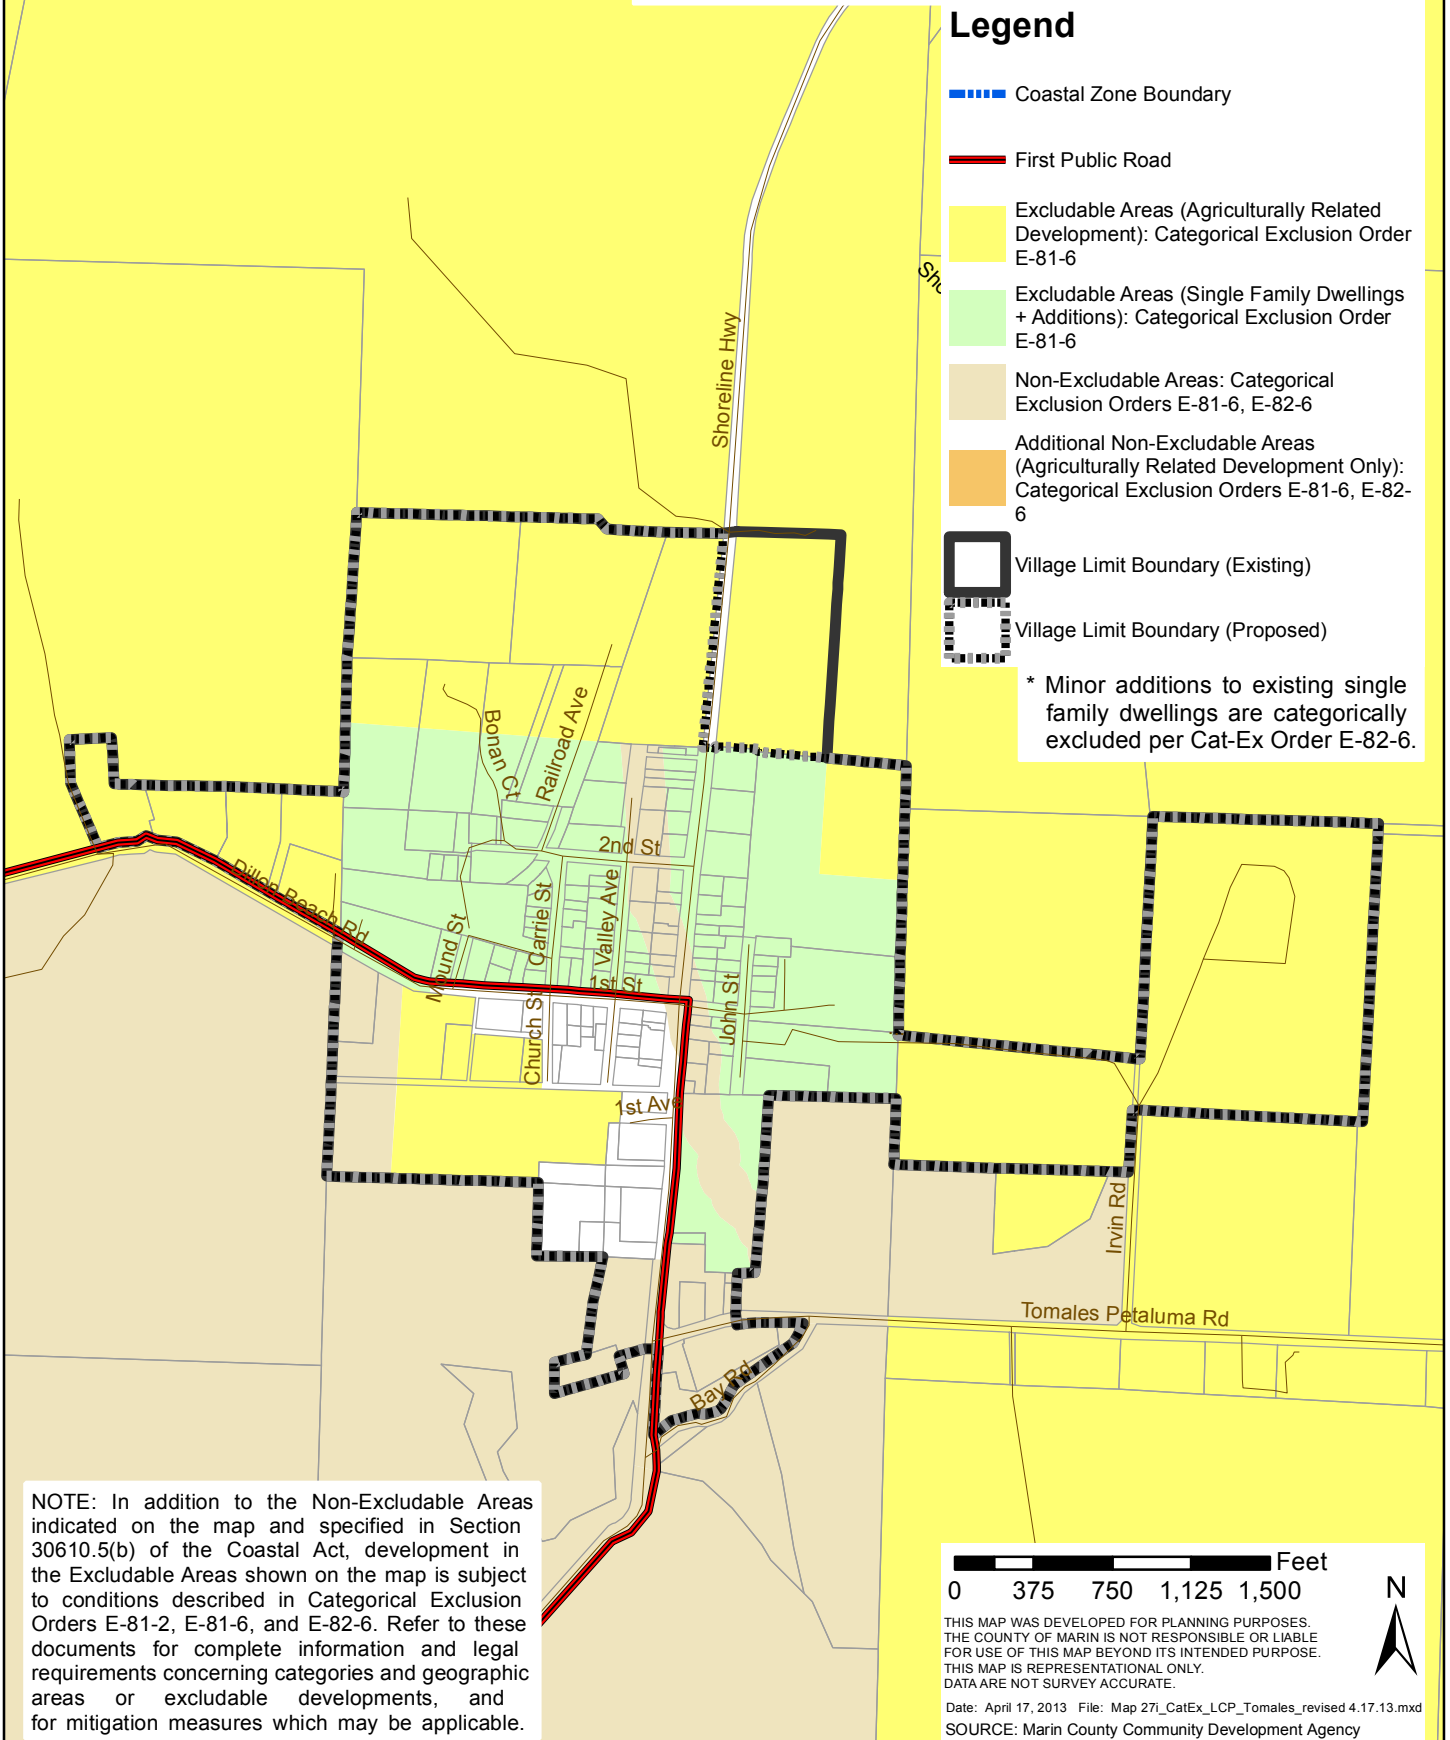 Legend
Coastal Zone Boundary
First Public Road
Excludable Areas (Agriculturally Related
Development): Categorical Exclusion Order
E-81-6
Excludable Areas (Single Family Dwellings
+ Additions): Categorical Exclusion Order
E-81-6
Non-Excludable Areas: Categorical
Exclusion Orders E-81-6, E-82-6
Additional Non-Excludable Areas
(Agriculturally Related Development Only):
Categorical Exclusion Orders E-81-6, E-82-
6
Village Limit Boundary (Existing)
Village Limit Boundary (Proposed)
* Minor additions to existing single
family dwellings are categorically
excluded per Cat-Ex Order E-82-6.
Shoreline Hwy
Bonan Ct
Railroad Ave
2nd St
Dillon Beach Rd
Mound St
Carrie St
Valley Ave
1st St
Church St
John St
1st Ave
Irvin Rd
Tomales Petaluma Rd
Bay Rd
NOTE: In addition to the Non-Excludable Areas
indicated on the map and specified in Section
30610.5(b) of the Coastal Act, development in
the Excludable Areas shown on the map is subject
to conditions described in Categorical Exclusion
Orders E-81-2, E-81-6, and E-82-6. Refer to these
documents for complete information and legal
requirements concerning categories and geographic
areas or excludable developments, and
for mitigation measures which may be applicable.
Feet
0 375 750 1,125 1,500
N
THIS MAP WAS DEVELOPED FOR PLANNING PURPOSES.
THE COUNTY OF MARIN IS NOT RESPONSIBLE OR LIABLE
FOR USE OF THIS MAP BEYOND ITS INTENDED PURPOSE.
THIS MAP IS REPRESENTATIONAL ONLY.
DATA ARE NOT SURVEY ACCURATE.
Date: April 17, 2013 File: Map 27i_CatEx_LCP_Tomales_revised 4.17.13.mxd
SOURCE: Marin County Community Development Agency